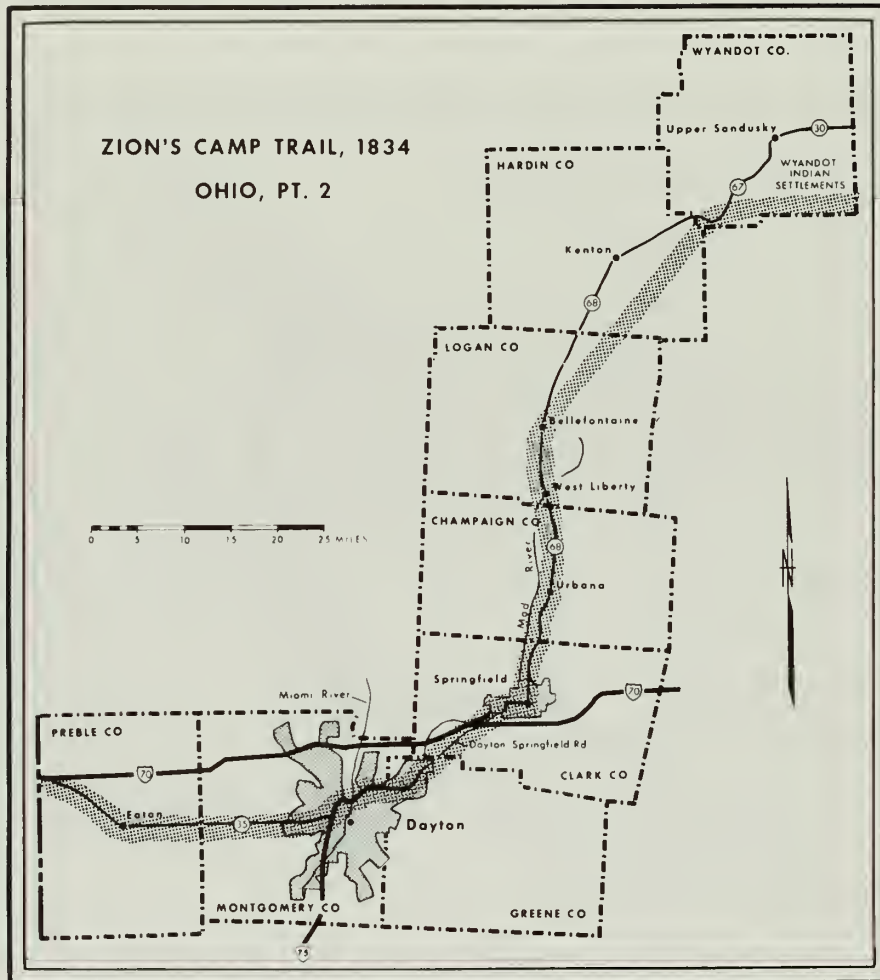 ZION'S CAMP TRAIL, 1834
OHIO, PT. 2
WYANDOT CO.
Upper Sandusky
30
WYANDOT
INDIAN
SETTLEMENTS
67
HARDIN CO
Kenton
68
LOGAN CO
Bellefontaine
West Liberty
CHAMPAIGN CO
68
Mad River
Urbana
0 5 10 15 20 25 MILES
N
Springfield
70
Miami River
Dayton Springfield Rd
PREBLE CO
70
CLARK CO
Eaton
35
Dayton
MONTGOMERY CO
GREENE CO
75